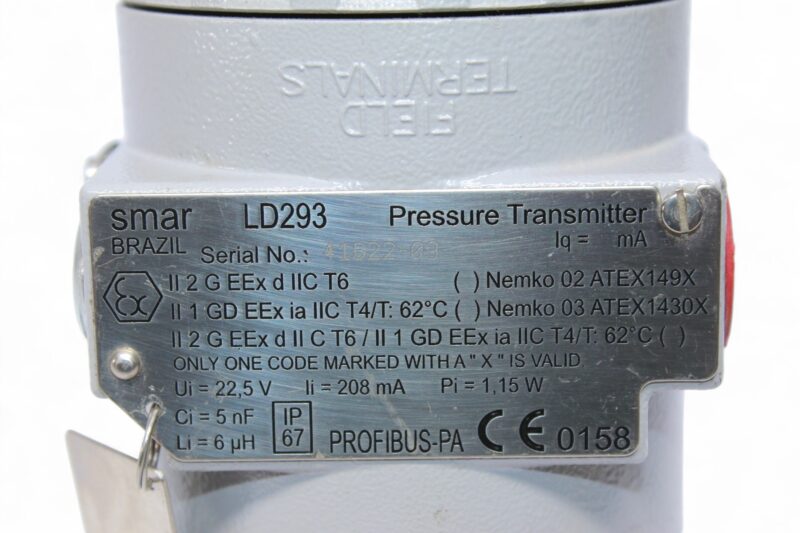 FIELD
TERMINALS
smar LD293 Pressure Transmitter
BRAZIL Serial No.: Iq = mA
Ex II 2 G EEx d IIC T6 ( ) Nemko 02 ATEX149X
II 1 GD EEx ia IIC T4/T: 62°C ( ) Nemko 03 ATEX1430X
II 2 G EEx d II C T6 / II 1 GD EEx ia IIC T4/T: 62°C ( )
ONLY ONE CODE MARKED WITH A " X " IS VALID
Ui = 22,5 V Ii = 208 mA Pi = 1,15 W
Ci = 5 nF
Li = 6 µH
IP
67
PROFIBUS-PA CE 0158